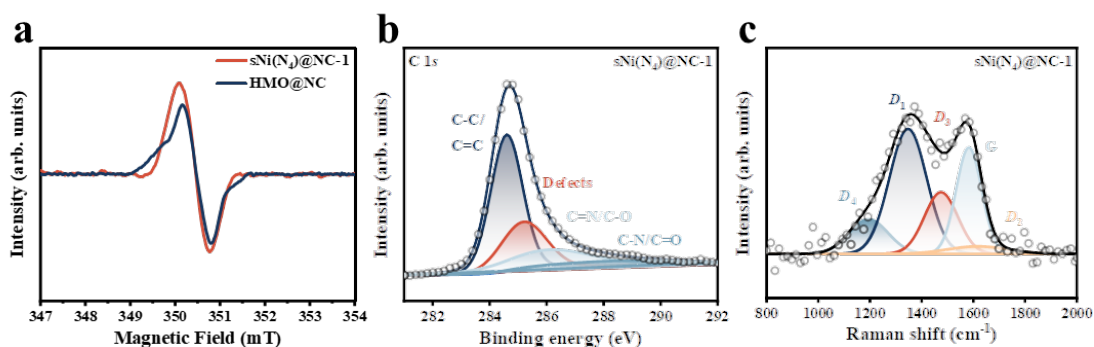 a
sNi(N₄)@NC-1
HMO@NC
Intensity (arb. units)
347 348 349 350 351 352 353 354
Magnetic Field (mT)
b
C 1s
sNi(N₄)@NC-1
C-C/
C=C
Defects
C=N/C-O
C-N/C=O
Intensity (arb. units)
282 284 286 288 290 292
Binding energy (eV)
c
sNi(N₄)@NC-1
D₁
D₃
G
D₄
D₂
Intensity (arb. units)
800 1000 1200 1400 1600 1800 2000
Raman shift (cm⁻¹)